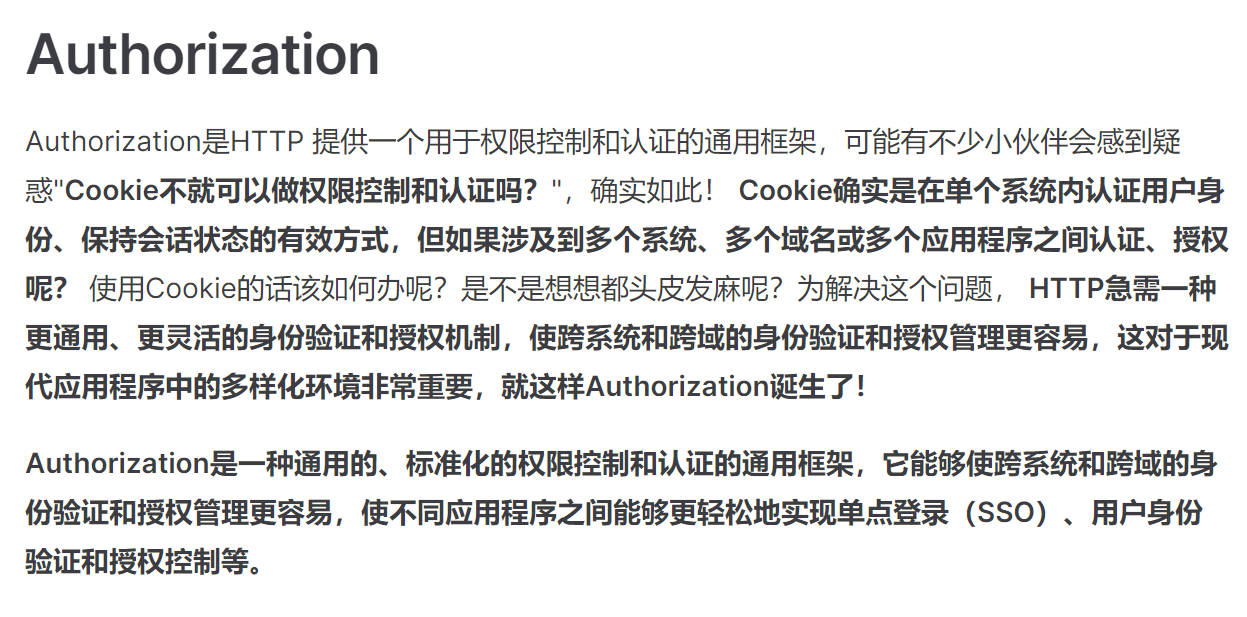 Authorization
Authorization是HTTP 提供一个用于权限控制和认证的通用框架，可能有不少小伙伴会感到疑
惑"Cookie不就可以做权限控制和认证吗？"，确实如此！ Cookie确实是在单个系统内认证用户身
份、保持会话状态的有效方式，但如果涉及到多个系统、多个域名或多个应用程序之间认证、授权
呢？ 使用Cookie的话该如何办呢？是不是想想都头皮发麻呢？为解决这个问题， HTTP急需一种
更通用、更灵活的身份验证和授权机制，使跨系统和跨域的身份验证和授权管理更容易，这对于现
代应用程序中的多样化环境非常重要，就这样Authorization诞生了！
Authorization是一种通用的、标准化的权限控制和认证的通用框架，它能够使跨系统和跨域的身
份验证和授权管理更容易，使不同应用程序之间能够更轻松地实现单点登录（SSO）、用户身份
验证和授权控制等。